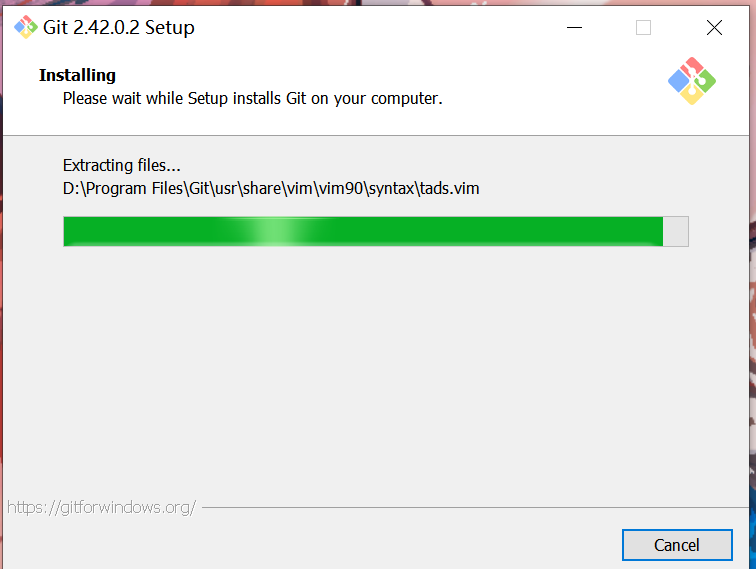 Git 2.42.0.2 Setup
Installing
Please wait while Setup installs Git on your computer.
Extracting files...
D:\Program Files\Git\usr\share\vim\vim90\syntax\tads.vim
https://gitforwindows.org/
Cancel